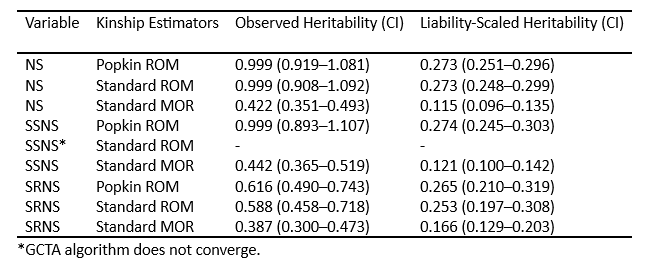 Variable Kinship Estimators Observed Heritability (CI) Liability-Scaled Heritability (CI)
NS Popkin ROM 0.999 (0.919–1.081) 0.273 (0.251–0.296)
NS Standard ROM 0.999 (0.908–1.092) 0.273 (0.248–0.299)
NS Standard MOR 0.422 (0.351–0.493) 0.115 (0.096–0.135)
SSNS Popkin ROM 0.999 (0.893–1.107) 0.274 (0.245–0.303)
SSNS* Standard ROM - -
SSNS Standard MOR 0.442 (0.365–0.519) 0.121 (0.100–0.142)
SRNS Popkin ROM 0.616 (0.490–0.743) 0.265 (0.210–0.319)
SRNS Standard ROM 0.588 (0.458–0.718) 0.253 (0.197–0.308)
SRNS Standard MOR 0.387 (0.300–0.473) 0.166 (0.129–0.203)
*GCTA algorithm does not converge.